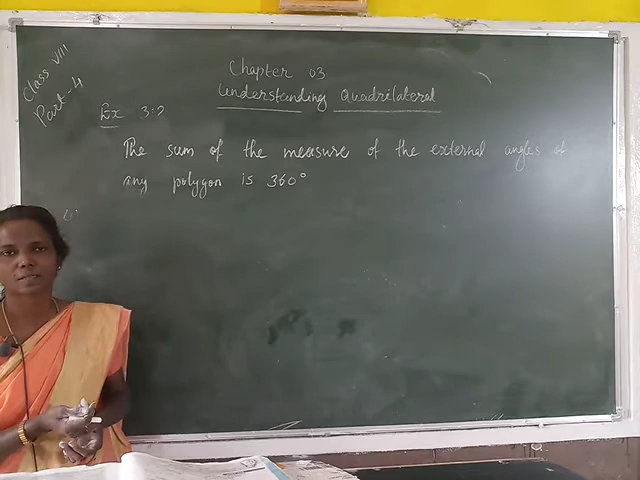 Class VIII
Part-4
Chapter 03
Understanding Quadrilateral
Ex 3.2
The sum of the measure of the external angles of
any polygon is 360°